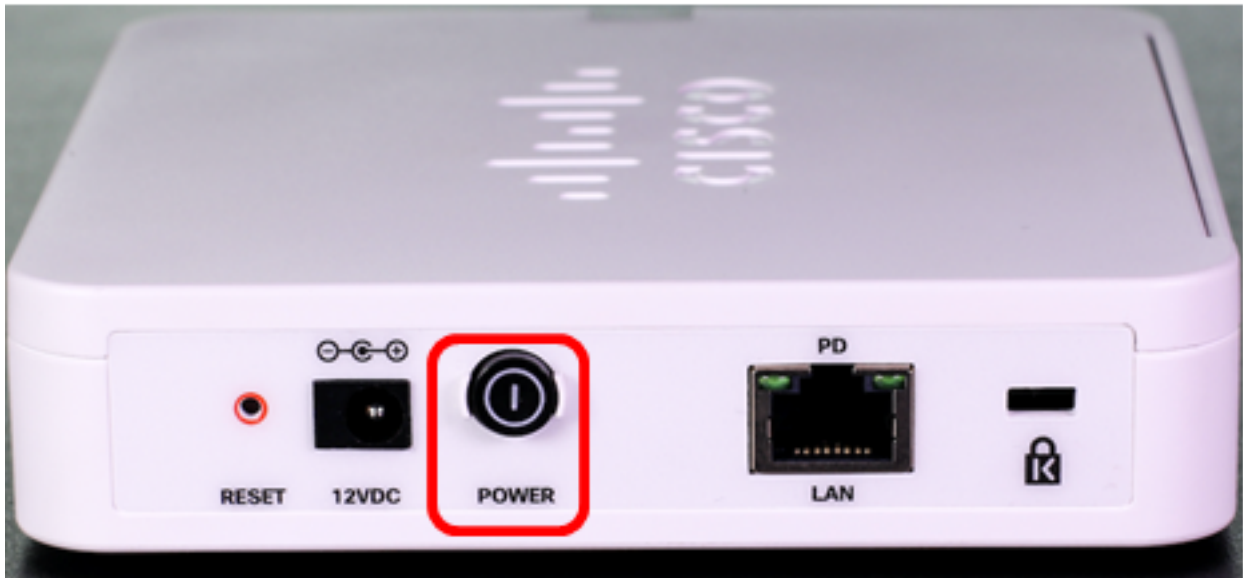 CISCO
PD
RESET
12VDC
POWER
LAN
K